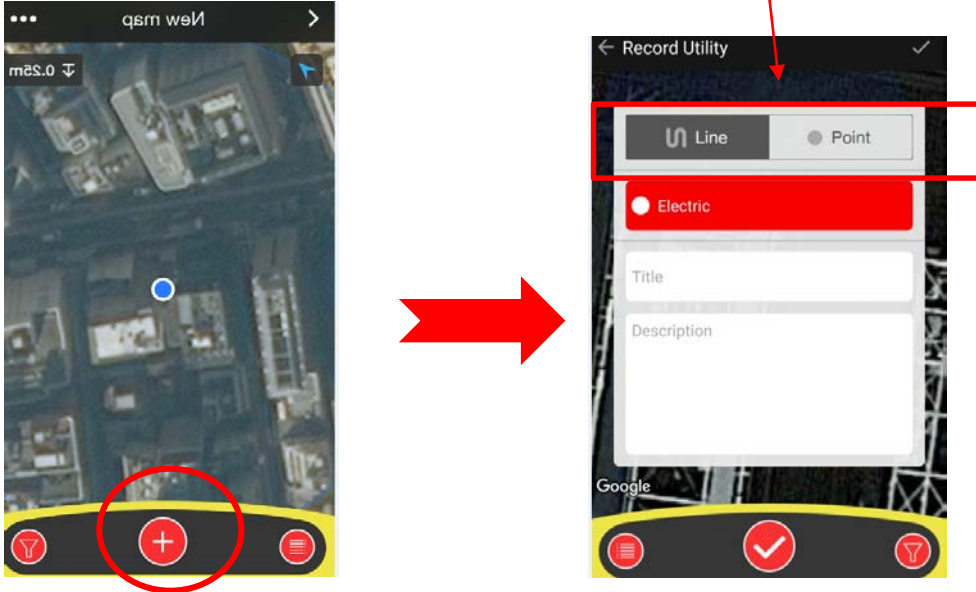 New map
0.25m
Record Utility
Line
Point
Electric
Title
Description
Google